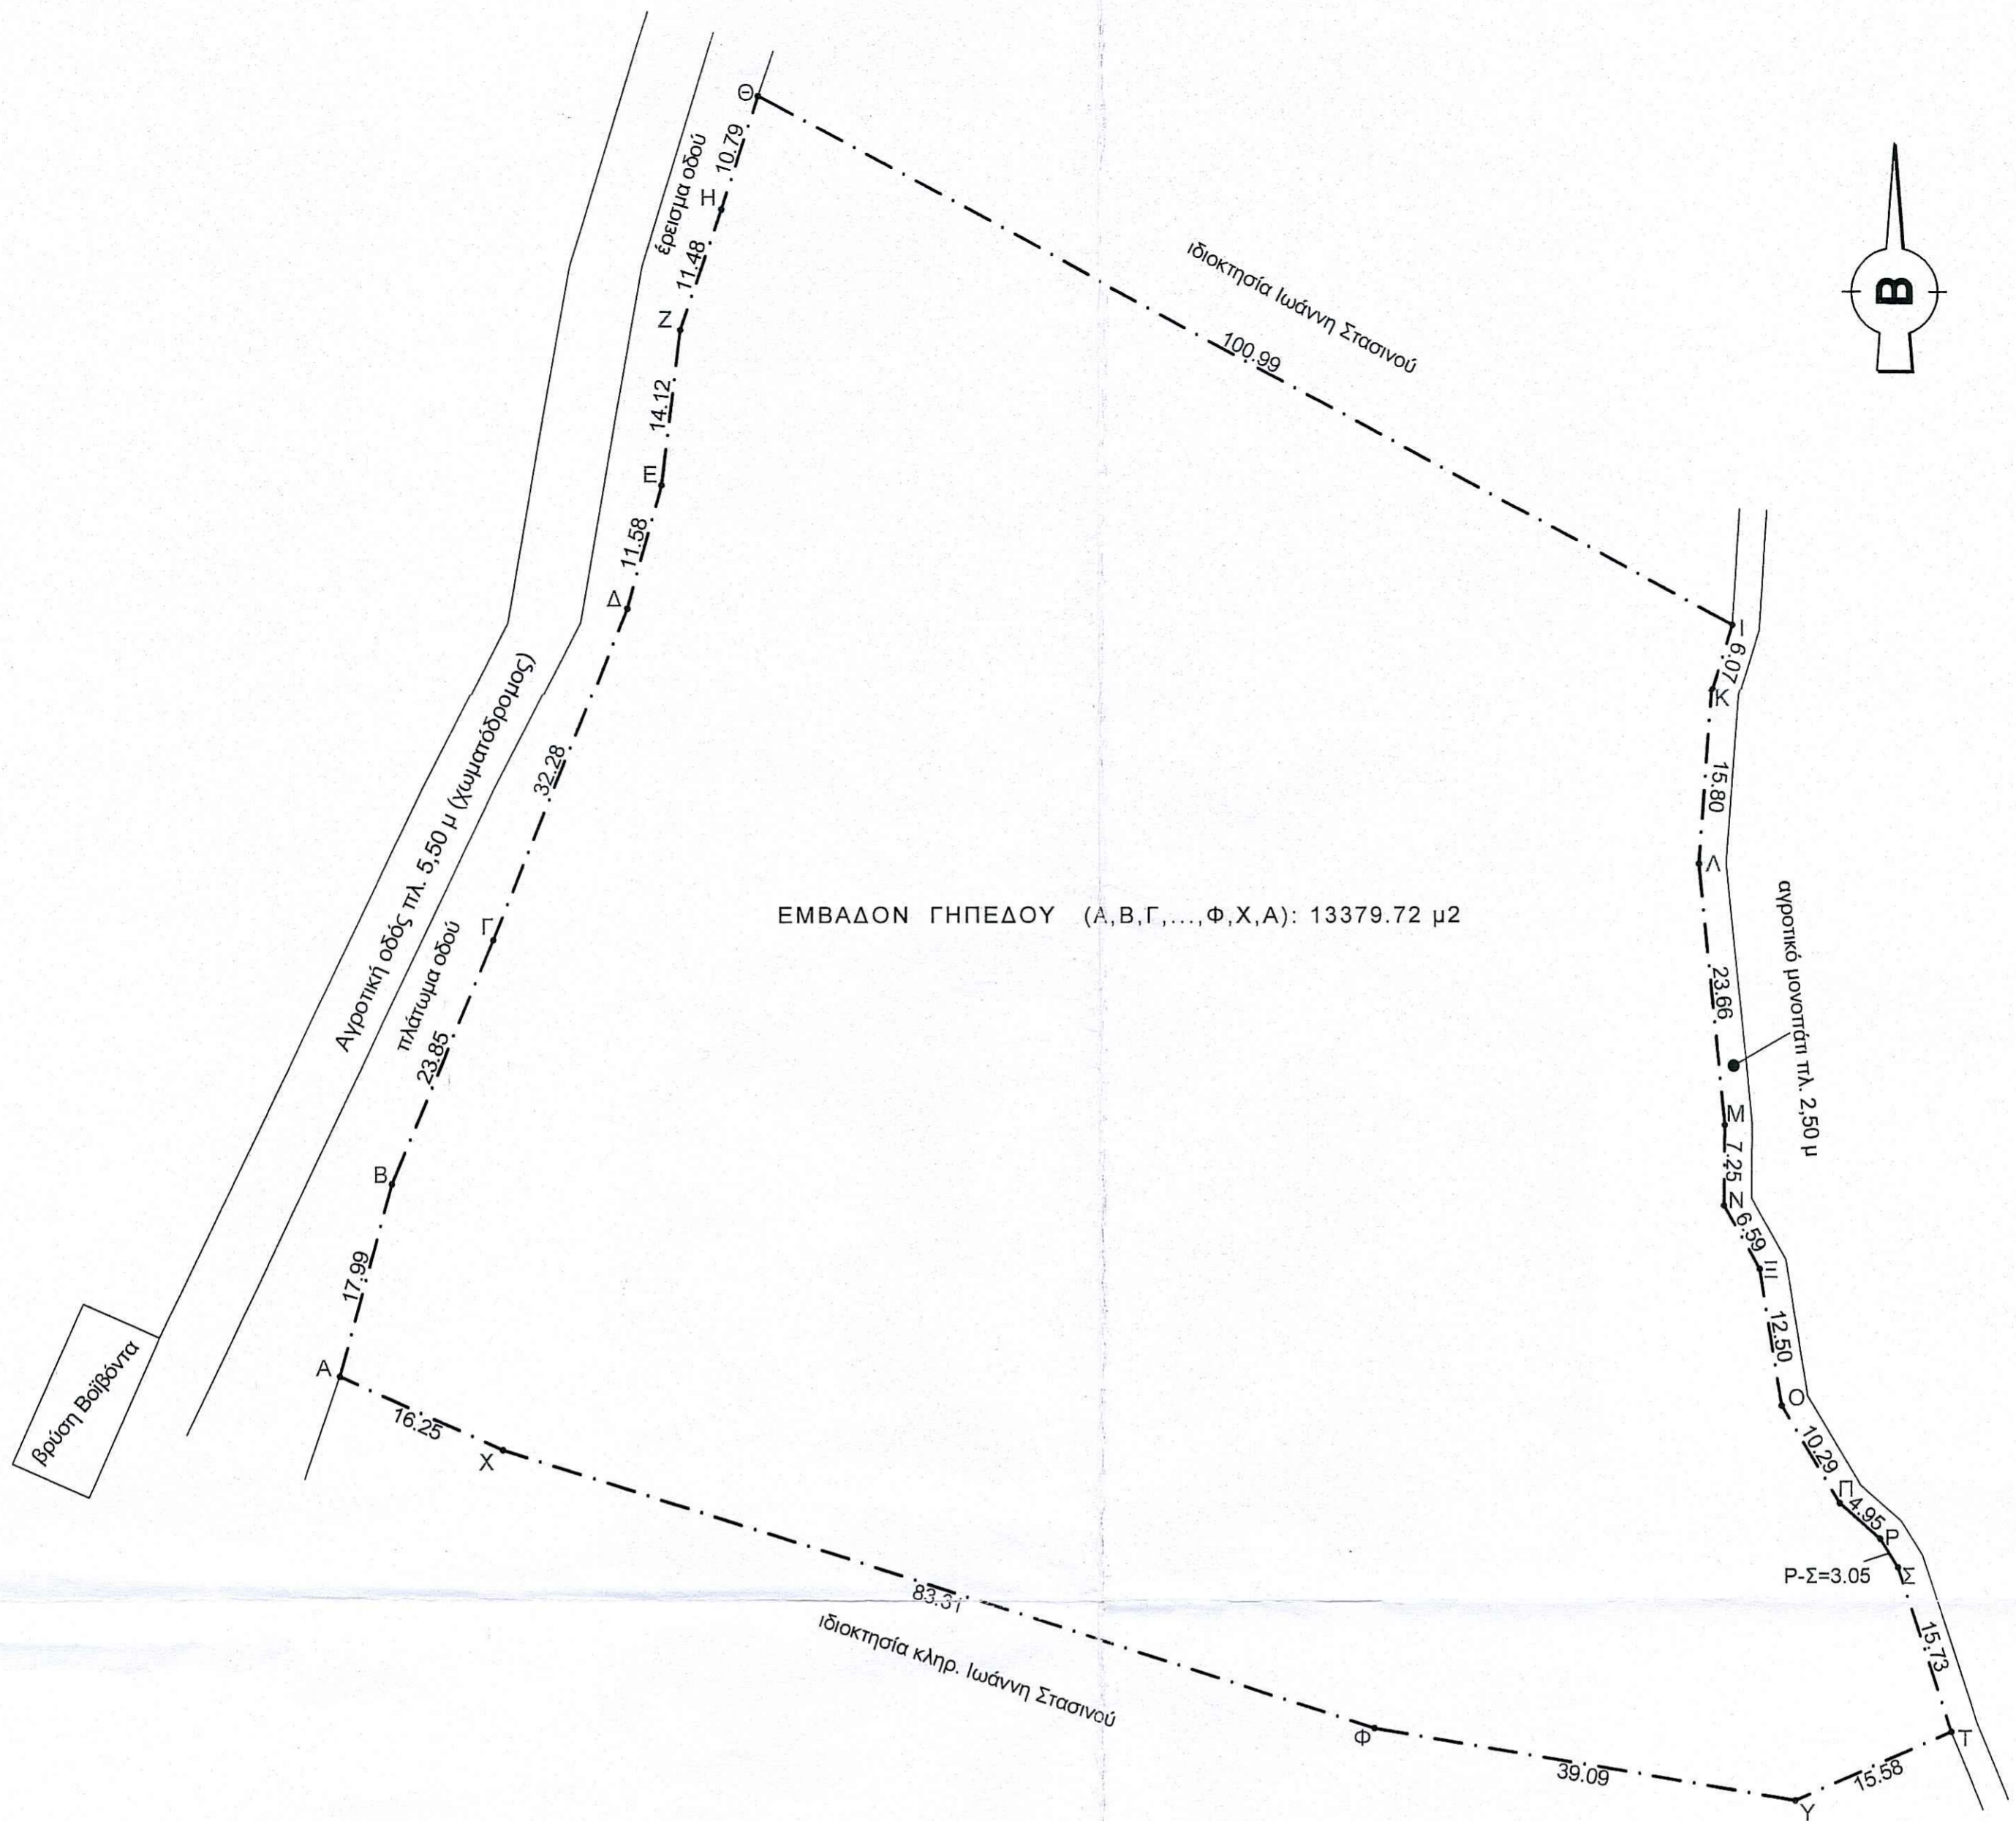 Θ
10.79
έρεισμα οδού
Η
11.48
Ζ
14.12
Ε
11.58
Δ
ιδιοκτησία Ιωάννη Στασινού
100.99
Β
Ι
6.07
Κ
15.80
Λ
32.28
Αγροτική οδός πλ. 5,50 μ (χωματόδρομος)
Γ
πλάτωμα οδού
23.85
ΕΜΒΑΔΟΝ ΓΗΠΕΔΟΥ (Α,Β,Γ,...,Φ,Χ,Α): 13379.72 μ2
23.66
αγροτικό μονοπάτι πλ. 2,50 μ
Μ
7.25
Ν
6.59
Ξ
12.50
Ο
10.29
Π
4.95
Ρ
Ρ-Σ=3.05
Σ
15.73
Τ
Β
17.99
Α
βρύση Βοϊβόντα
16.25
Χ
83.31
ιδιοκτησία κληρ. Ιωάννη Στασινού
Φ
39.09
15.58
Υ